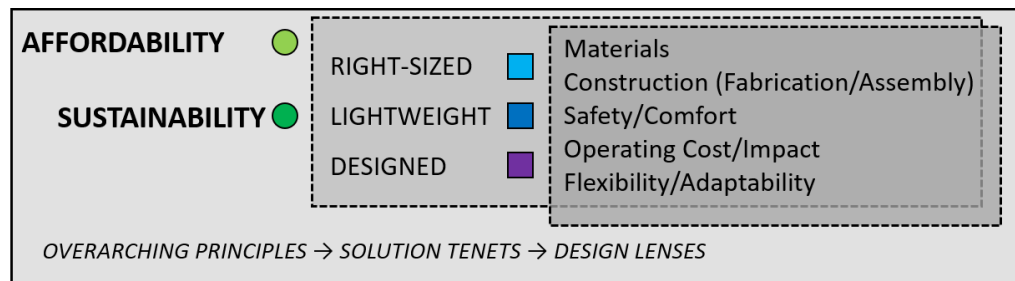 AFFORDABILITY
SUSTAINABILITY
RIGHT-SIZED
LIGHTWEIGHT
DESIGNED
Materials
Construction (Fabrication/Assembly)
Safety/Comfort
Operating Cost/Impact
Flexibility/Adaptability
OVERARCHING PRINCIPLES → SOLUTION TENETS → DESIGN LENSES